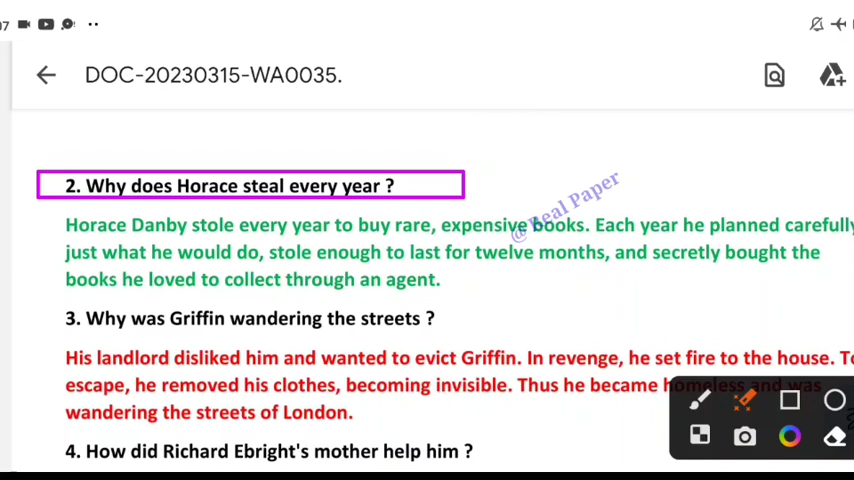 07
DOC-20230315-WA0035.
2. Why does Horace steal every year ?
@ Real Paper
Horace Danby stole every year to buy rare, expensive books. Each year he planned carefully
just what he would do, stole enough to last for twelve months, and secretly bought the
books he loved to collect through an agent.
3. Why was Griffin wandering the streets ?
His landlord disliked him and wanted to evict Griffin. In revenge, he set fire to the house. To
escape, he removed his clothes, becoming invisible. Thus he became homeless and was
wandering the streets of London.
4. How did Richard Ebright's mother help him ?